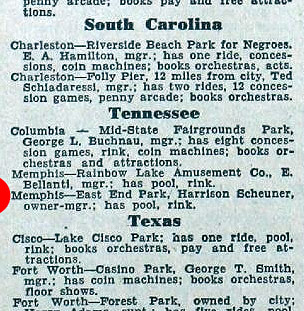 penny arcade; books pay and free attrac-
tions.
South Carolina
Charleston—Riverside Beach Park for Negroes.
E. A. Hamilton, mgr.; has one ride, conces-
sions, coin machines; books orchestras, acts.
Charleston—Folly Pier, 12 miles from city, Ted
Schiadaressi, mgr.; has two rides, 12 conces-
sion games, penny arcade; books orchestras.
Tennessee
Columbia — Mid-State Fairgrounds Park,
George L. Buchnau, mgr.; has eight conces-
sion games, rink, coin machines; books or-
chestras and attractions.
Memphis—Rainbow Lake Amusement Co., E.
Bellanti, mgr.; has pool, rink.
Memphis—East End Park, Harrison Scheuner,
owner-mgr.; has pool, rink.
Texas
Cisco—Lake Cisco Park; has one ride, pool,
rink; books orchestras, pay and free at-
tractions.
Fort Worth—Casino Park, George T. Smith,
mgr.; has coin machines; books orchestras,
floor shows.
Fort Worth—Forest Park, owned by city;